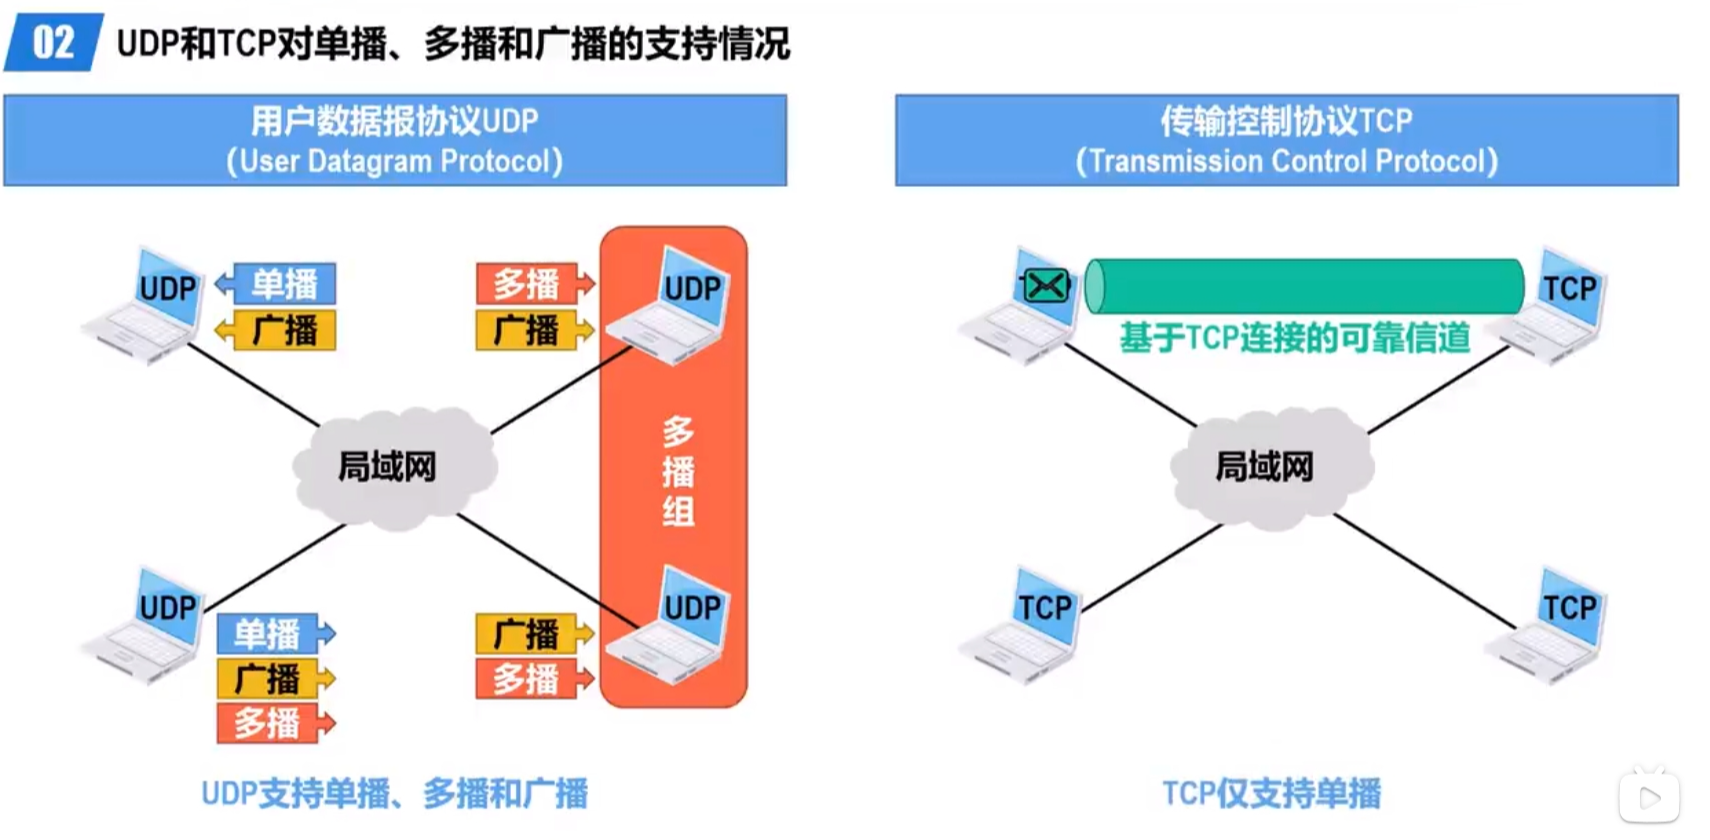 02
UDP和TCP对单播、多播和广播的支持情况
用户数据报协议UDP
（User Datagram Protocol）
UDP
单播
广播
多播
广播
UDP
局域网
多播组
UDP
单播
广播
多播
广播
多播
UDP
UDP支持单播、多播和广播
传输控制协议TCP
（Transmission Control Protocol）
TCP
基于TCP连接的可靠信道
局域网
TCP
TCP
TCP仅支持单播